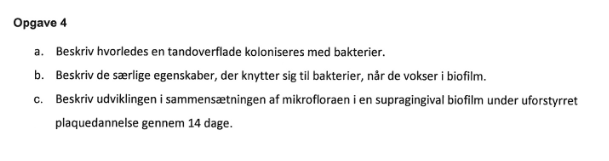 Opgave 4
a. Beskriv hvorledes en tandoverflade koloniseres med bakterier.
b. Beskriv de særlige egenskaber, der knytter sig til bakterier, når de vokser i biofilm.
c. Beskriv udviklingen i sammensætningen af mikrofloraen i en supragingival biofilm under uforstyrret
plaquedannelse gennem 14 dage.